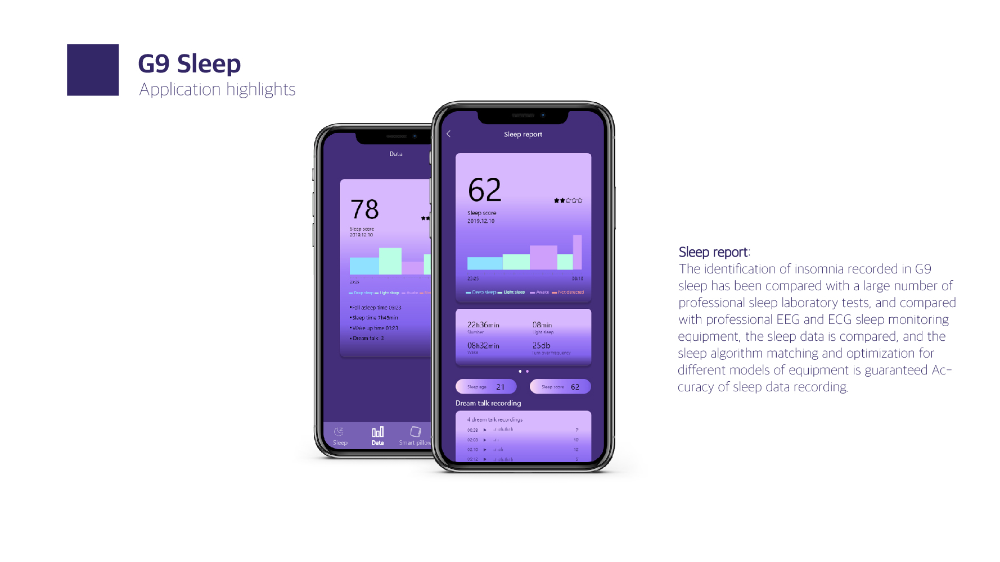 G9 Sleep
Application highlights
Data
78
Sleep score
2019.12.10
23:25
Deep sleep Light sleep Awake
•Fall asleep time 05:23
•Sleep time 7h45min
•Wake up time 01:23
• Dream talk 3
Sleep
Data
Smart pillow
Sleep report
62
Sleep score
2019.12.10
23:25 08:10
Deep sleep Light sleep Awake Not detected
22h36min 08min
Slumber Light sleep
08h32min 25db
Wake Turn over frequency
Sleep age 21 Sleep score 62
Dream talk recording
4 dream talk recordings
00:28 7
02:08 10
02:10 12
05:12 5
Sleep report:
The identification of insomnia recorded in G9
sleep has been compared with a large number of
professional sleep laboratory tests, and compared
with professional EEG and ECG sleep monitoring
equipment, the sleep data is compared, and the
sleep algorithm matching and optimization for
different models of equipment is guaranteed Ac-
curacy of sleep data recording.